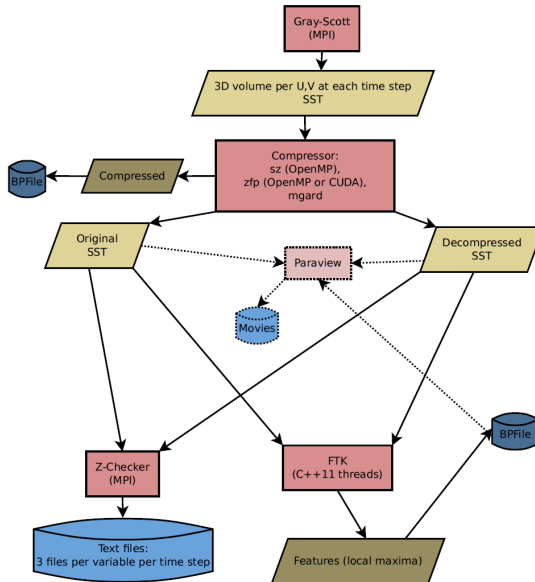 Gray-Scott
(MPI)
3D volume per U,V at each time step
SST
Compressor:
sz (OpenMP),
zfp (OpenMP or CUDA),
mgard
BPFile
Compressed
Original
SST
Decompressed
SST
Paraview
Movies
BPFile
Z-Checker
(MPI)
FTK
(C++11 threads)
Text files:
3 files per variable per time step
Features (local maxima)